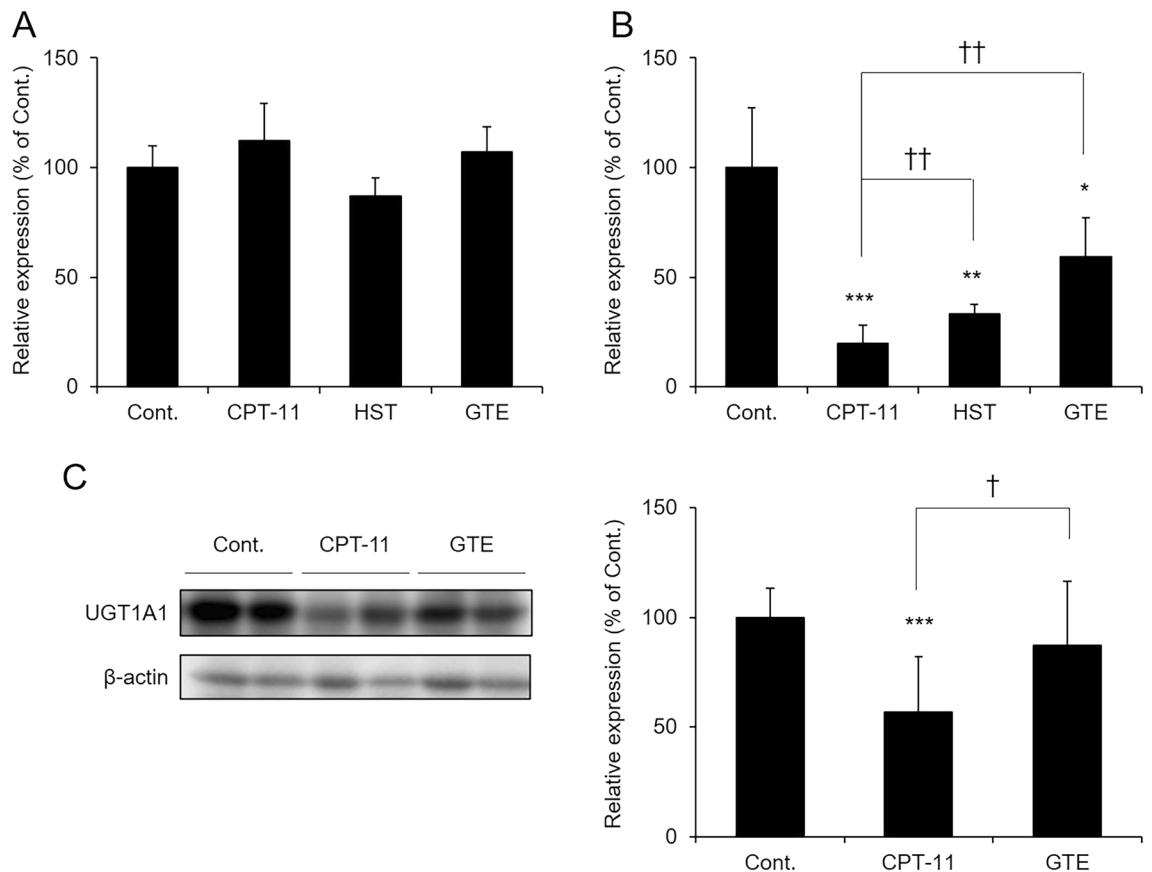 A
Relative expression (% of Cont.)
150
100
50
0
Cont. CPT-11 HST GTE
B
Relative expression (% of Cont.)
150
100
50
0
††
††
***
**
*
Cont. CPT-11 HST GTE
C
Cont. CPT-11 GTE
UGT1A1
β-actin
Relative expression (% of Cont.)
150
100
50
0
†
***
Cont. CPT-11 GTE